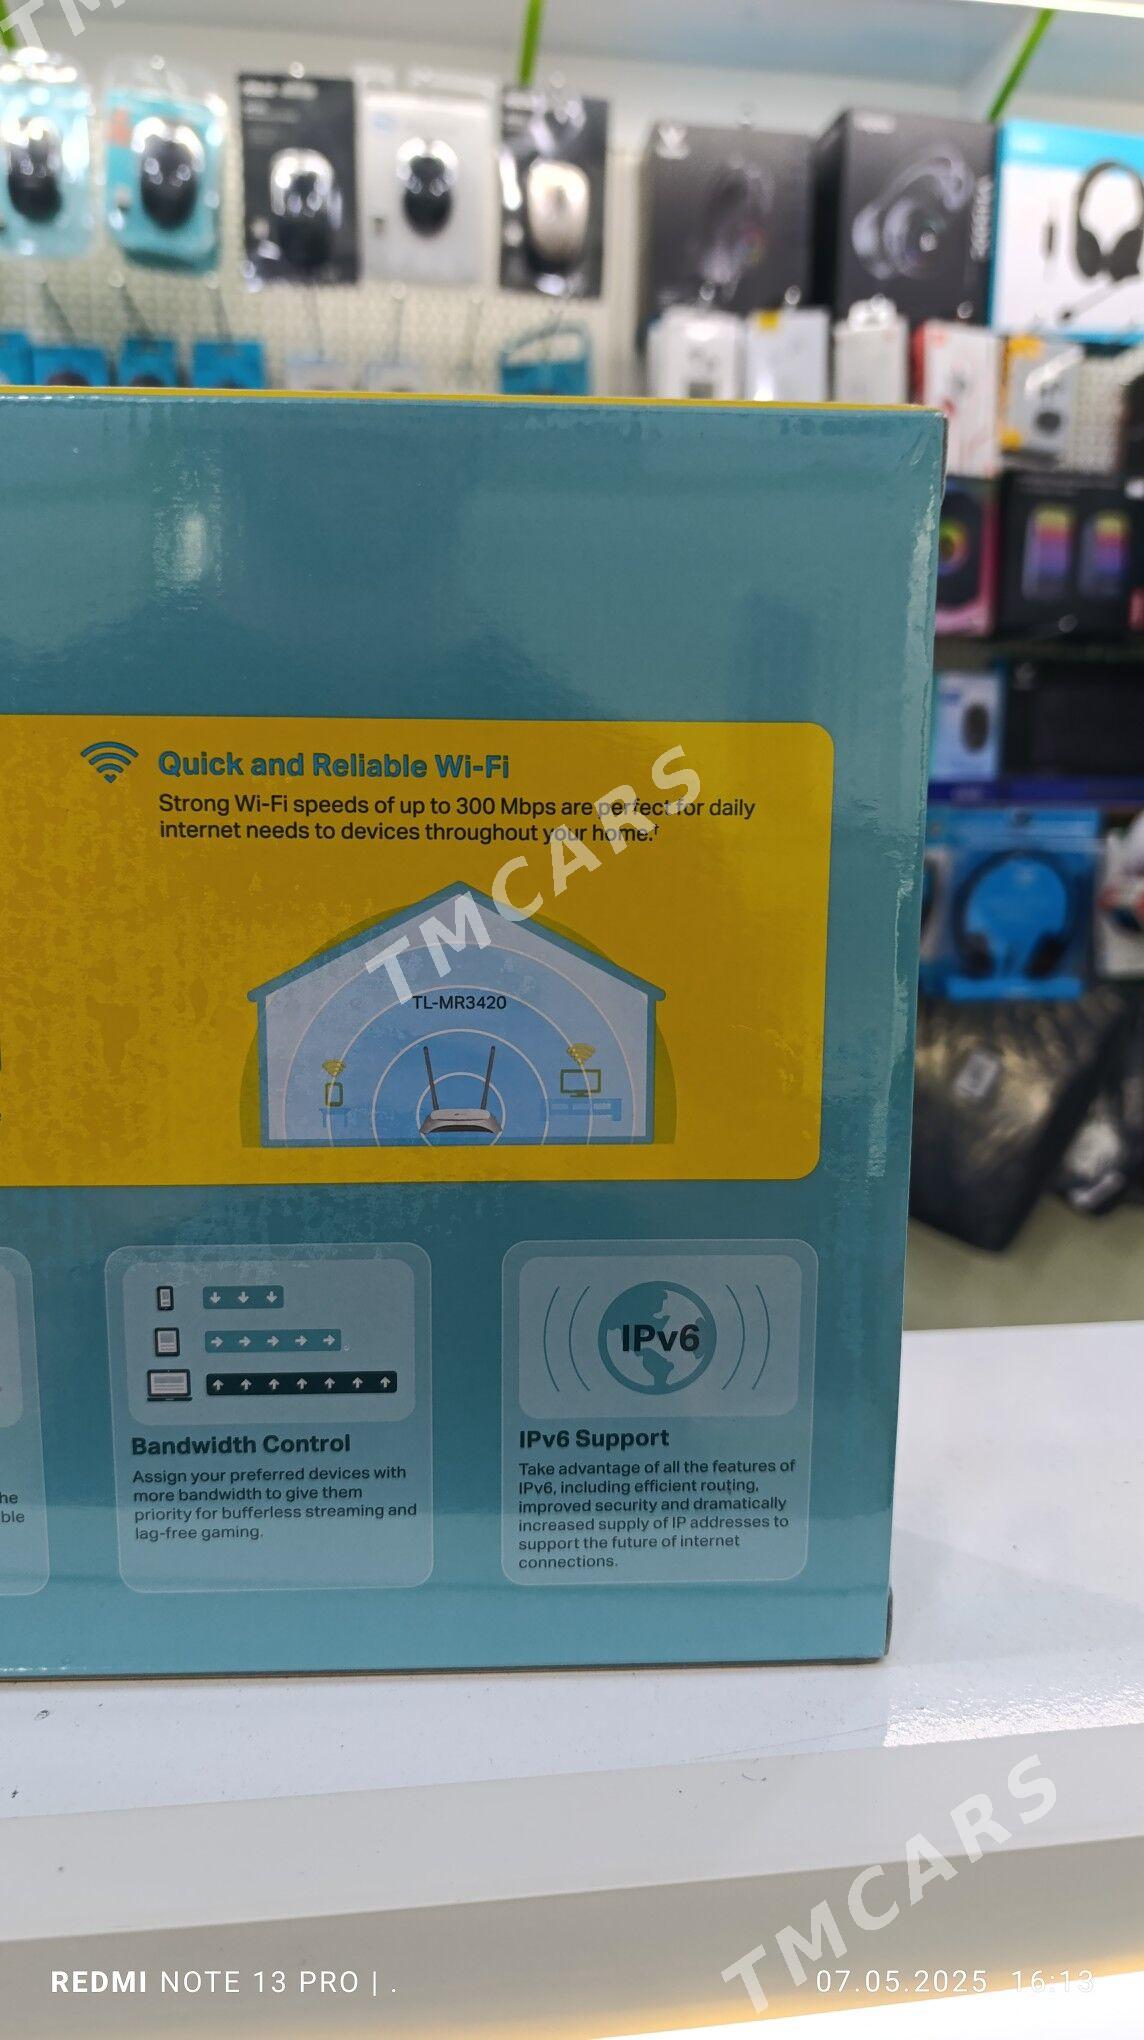 TM
Quick and Reliable Wi-Fi
Strong Wi-Fi speeds of up to 300 Mbps are perfect for daily
internet needs to devices throughout your home.†
TMCARS
TL-MR3420
IPv6
Bandwidth Control
Assign your preferred devices with
more bandwidth to give them
priority for bufferless streaming and
lag-free gaming.
IPv6 Support
Take advantage of all the features of
IPv6, including efficient routing,
improved security and dramatically
increased supply of IP addresses to
support the future of internet
connections.
he
ble
TMCARS
REDMI NOTE 13 PRO | .
07.05.2025 16:13